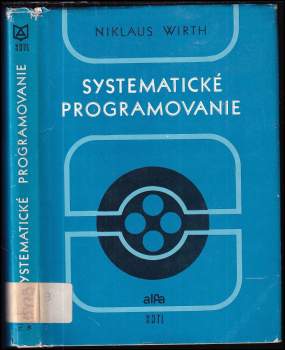 NIKLAUS WIRTH
SYSTEMATICKÉ
PROGRAMOVANIE
alfa
SNTL
SNTL
SYSTEMATICKÉ PROGRAMOVANIE